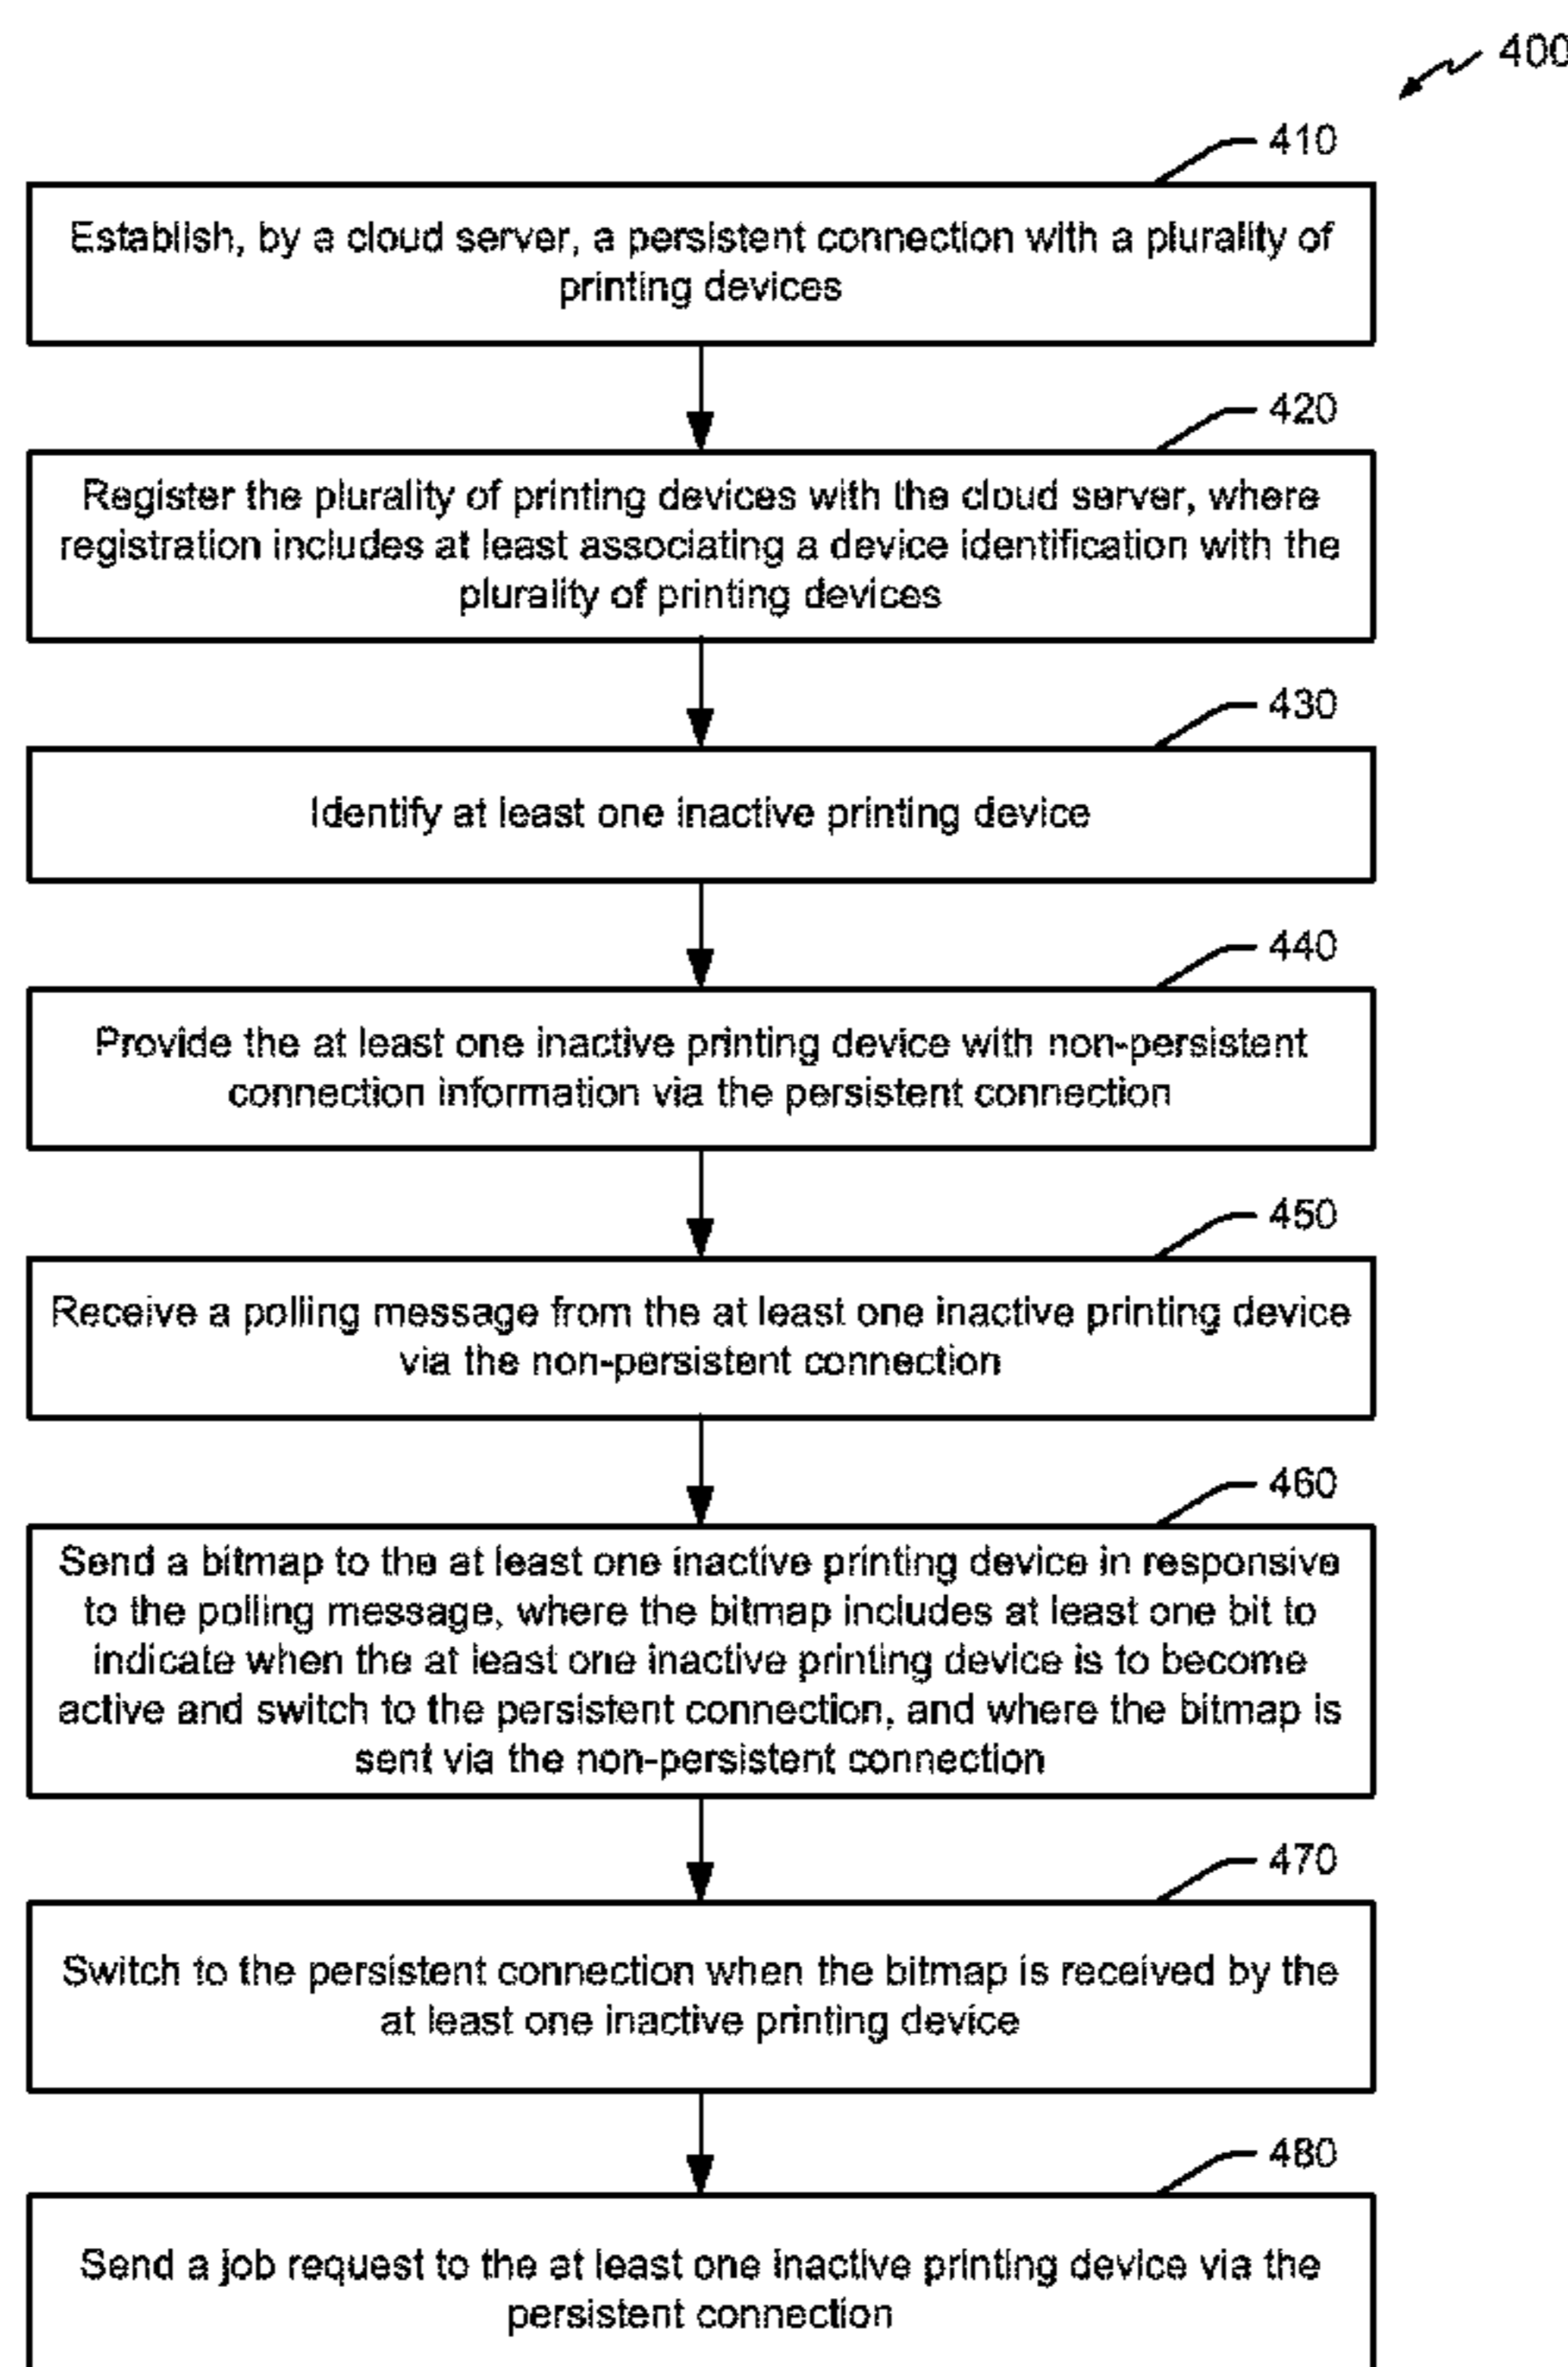 400
410
Establish, by a cloud server, a persistent connection with a plurality of
printing devices
420
Register the plurality of printing devices with the cloud server, where
registration includes at least associating a device identification with the
plurality of printing devices
430
Identify at least one inactive printing device
440
Provide the at least one inactive printing device with non-persistent
connection information via the persistent connection
450
Receive a polling message from the at least one inactive printing device
via the non-persistent connection
460
Send a bitmap to the at least one inactive printing device in responsive
to the polling message, where the bitmap includes at least one bit to
indicate when the at least one inactive printing device is to become
active and switch to the persistent connection, and where the bitmap is
sent via the non-persistent connection
470
Switch to the persistent connection when the bitmap is received by the
at least one inactive printing device
480
Send a job request to the at least one inactive printing device via the
persistent connection